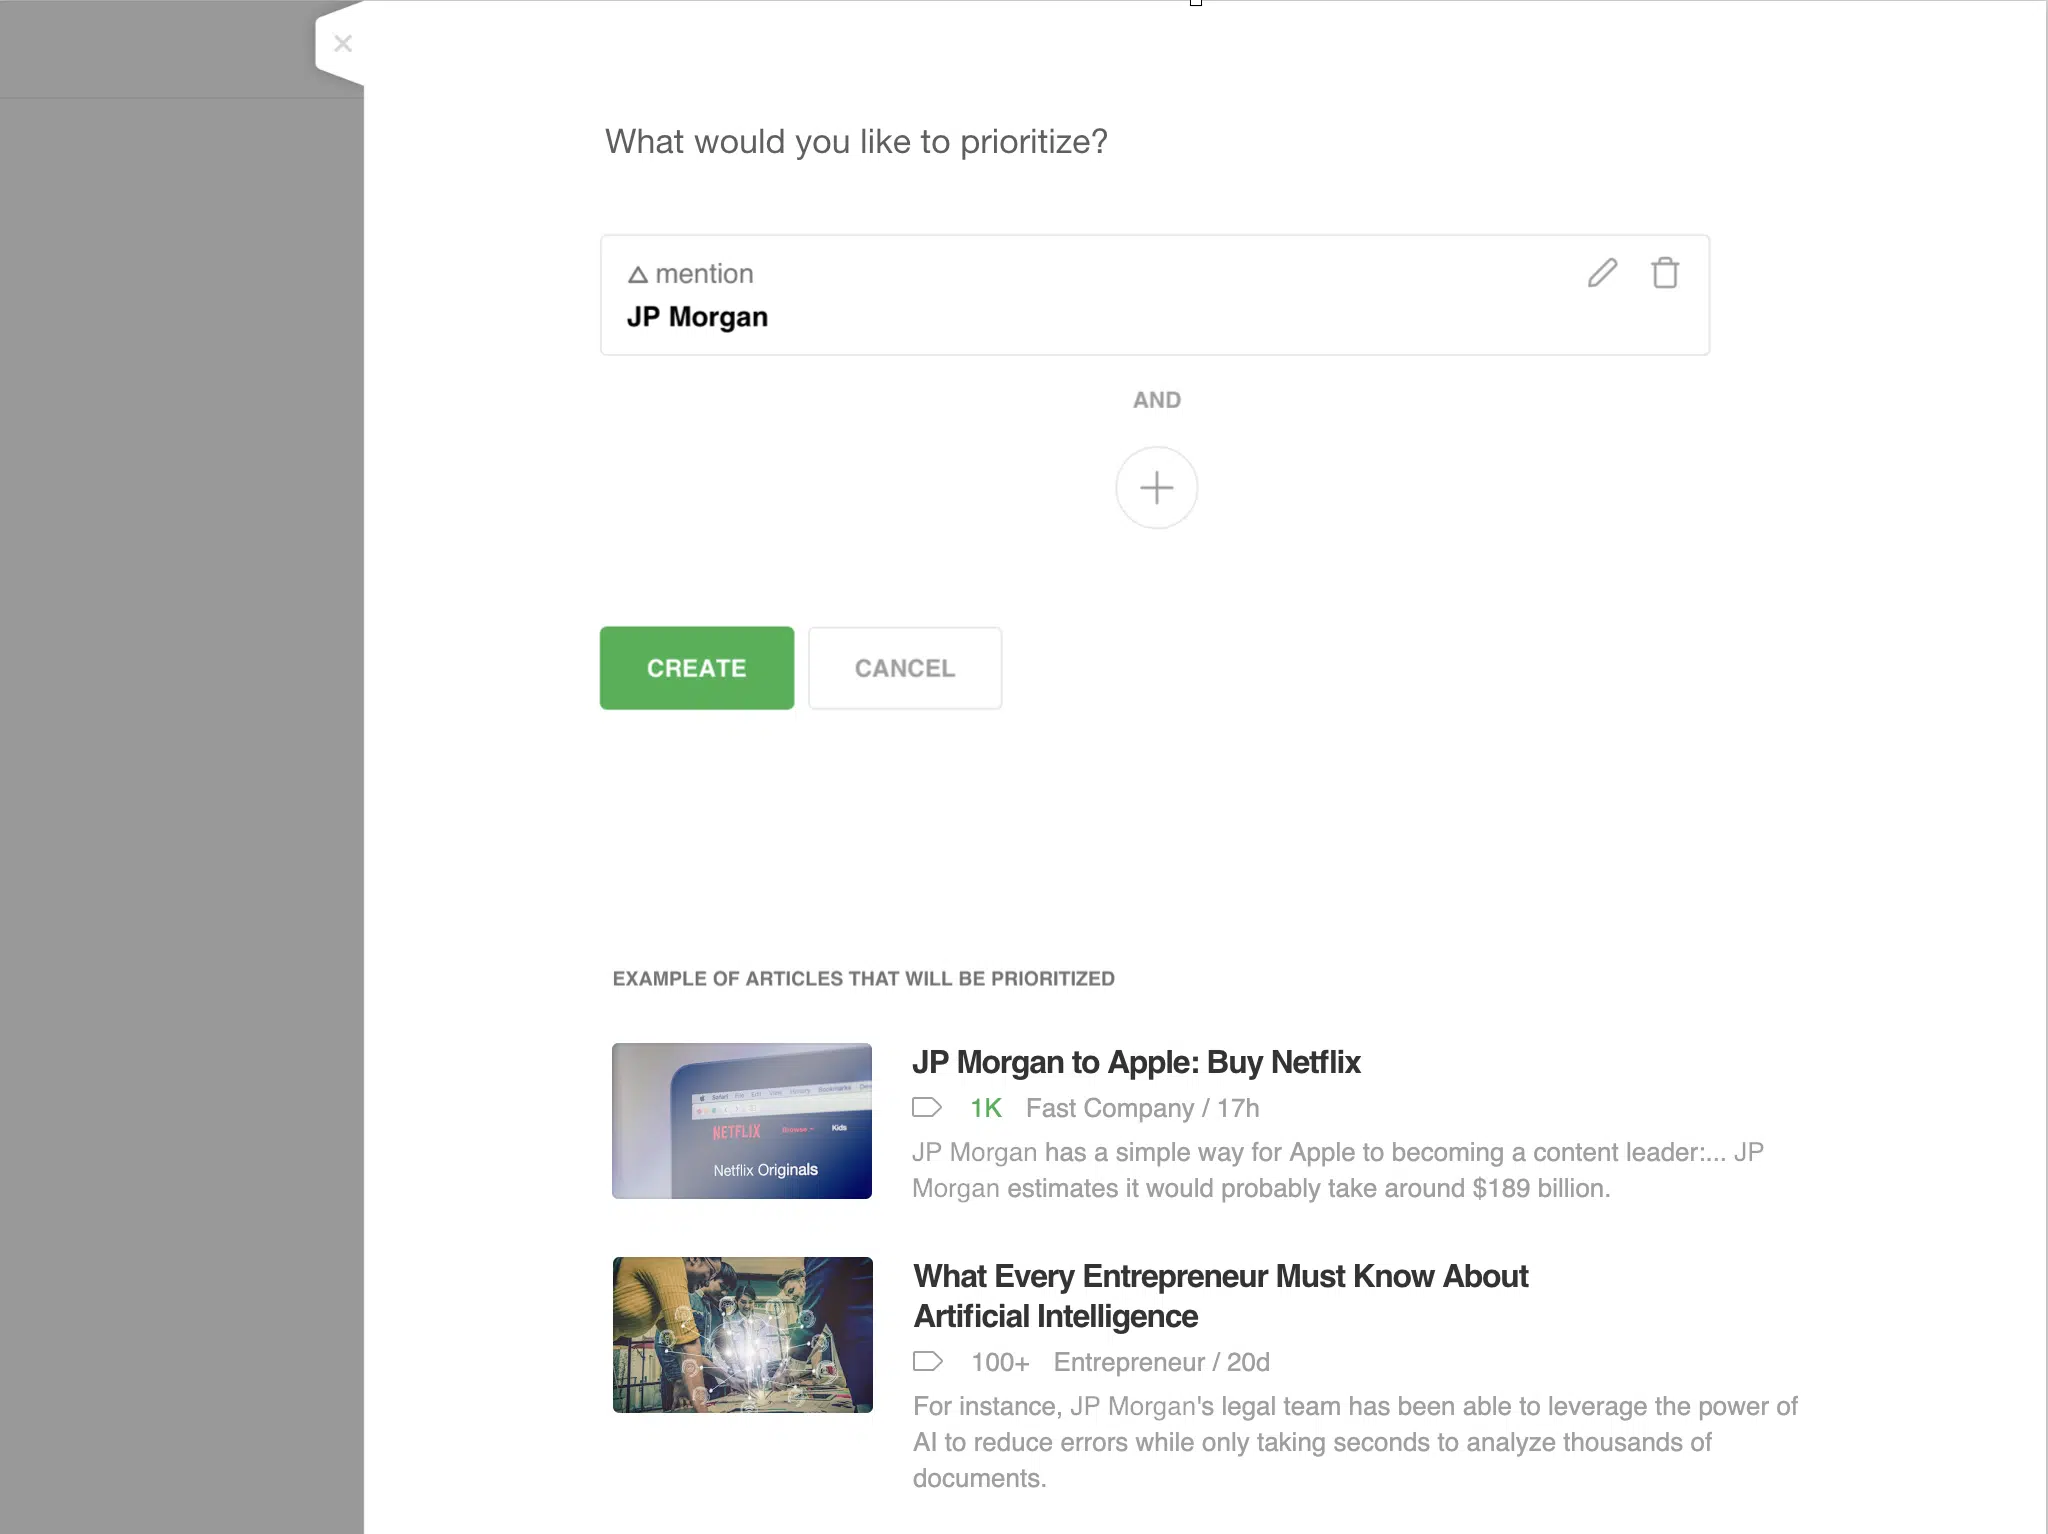 What would you like to prioritize?
mention
JP Morgan
AND
CREATE
CANCEL
EXAMPLE OF ARTICLES THAT WILL BE PRIORITIZED
NETFLIX
Browse
Kids
Netflix Originals
JP Morgan to Apple: Buy Netflix
1K Fast Company / 17h
JP Morgan has a simple way for Apple to becoming a content leader:... JP
Morgan estimates it would probably take around $189 billion.
What Every Entrepreneur Must Know About
Artificial Intelligence
100+ Entrepreneur / 20d
For instance, JP Morgan's legal team has been able to leverage the power of
AI to reduce errors while only taking seconds to analyze thousands of
documents.